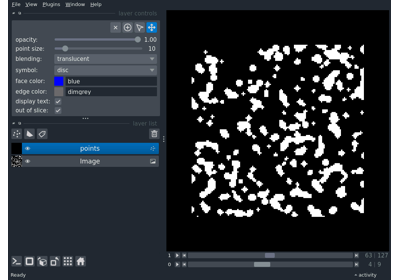 File View Plugins Window Help
layer controls
opacity: 1.00
point size: 10
blending: translucent
symbol: disc
face color: blue
edge color: dimgrey
display text:
out of slice:
layer list
points
Image
1 63 127
0 4 9
Ready activity